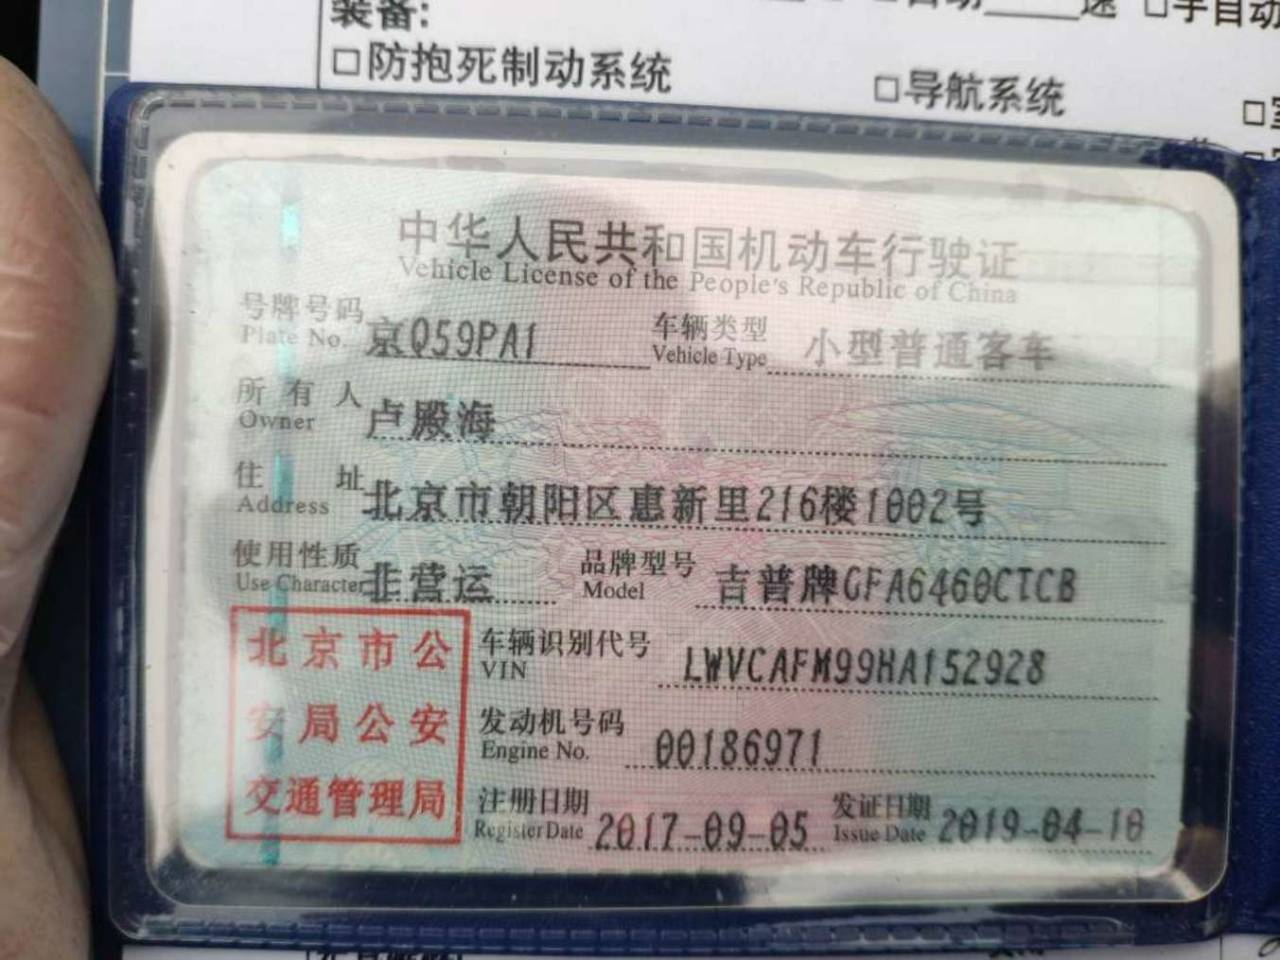 装备:
□防抱死制动系统
□导航系统
中华人民共和国机动车行驶证
Vehicle License of the People's Republic of China
号牌号码 京Q59PA1 车辆类型 小型普通客车
Plate No. Vehicle Type
所有人 卢殿海
Owner
住址 北京市朝阳区惠新里216楼1002号
Address
使用性质 非营运 品牌型号 吉普牌GFA6460CTCB
Use Character Model
北京市公
安局公安
交通管理局
车辆识别代号 LWVCAFM99HA152928
VIN
发动机号码 00186971
Engine No.
注册日期 2017-09-05 发证日期 2019-04-10
Register Date Issue Date